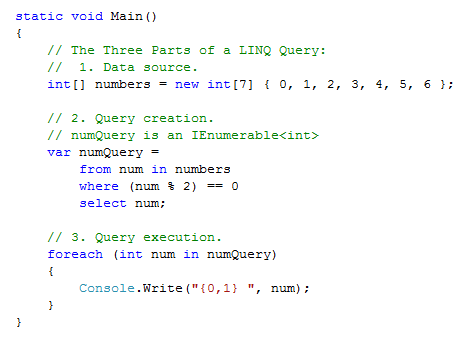 static void Main()
{
    // The Three Parts of a LINQ Query:
    //  1. Data source.
    int[] numbers = new int[7] { 0, 1, 2, 3, 4, 5, 6 };

    // 2. Query creation.
    // numQuery is an IEnumerable<int>
    var numQuery =
        from num in numbers
        where (num % 2) == 0
        select num;

    // 3. Query execution.
    foreach (int num in numQuery)
    {
        Console.Write("{0,1} ", num);
    }
}